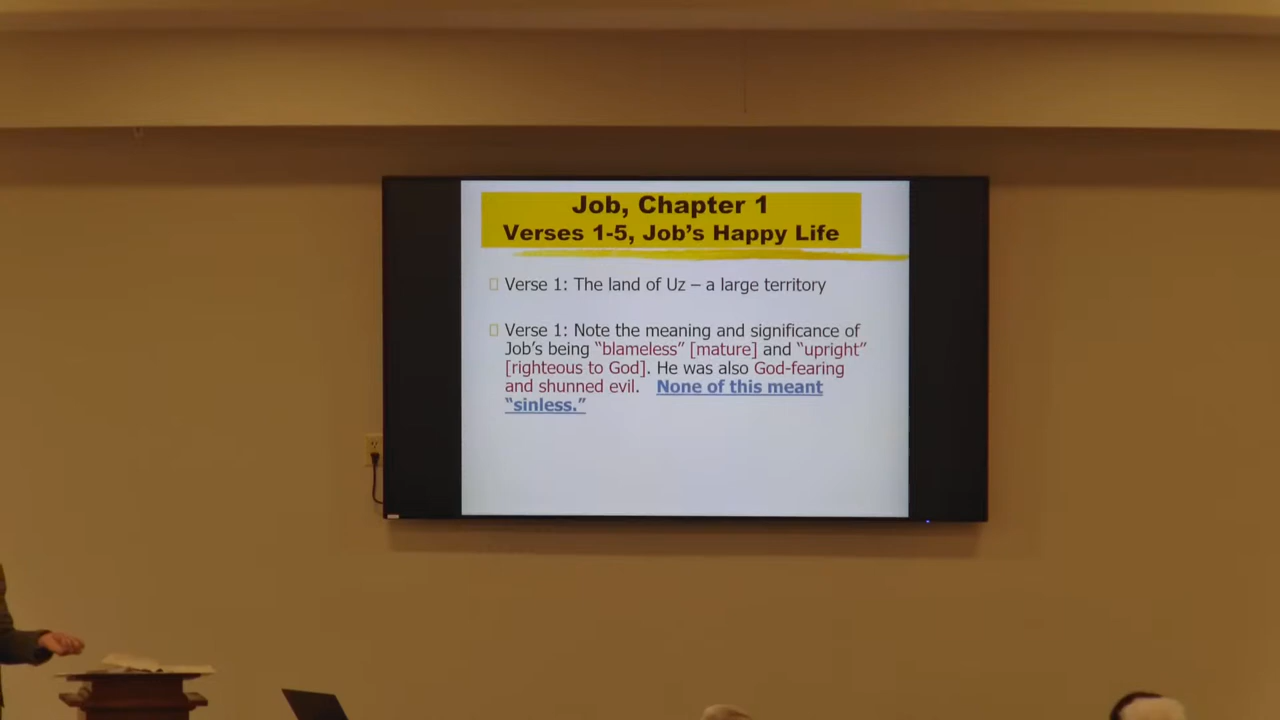 Job, Chapter 1
Verses 1-5, Job's Happy Life
Verse 1: The land of Uz – a large territory
Verse 1: Note the meaning and significance of
Job's being “blameless” [mature] and “upright”
[righteous to God]. He was also God-fearing
and shunned evil. None of this meant
“sinless.”